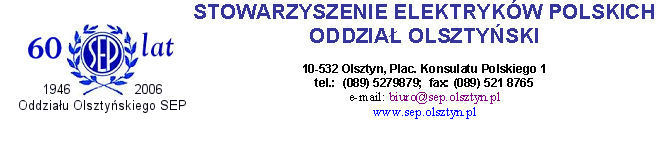 STOWARZYSZENIE ELEKTRYKÓW POLSKICH
ODDZIAŁ OLSZTYŃSKI
60 SEP lat
1946 2006
Oddziału Olsztyńskiego SEP
10-532 Olsztyn, Plac. Konsulatu Polskiego 1
tel.: (089) 5279879; fax: (089) 521 8765
e-mail: biuro@sep.olsztyn.pl
www.sep.olsztyn.pl